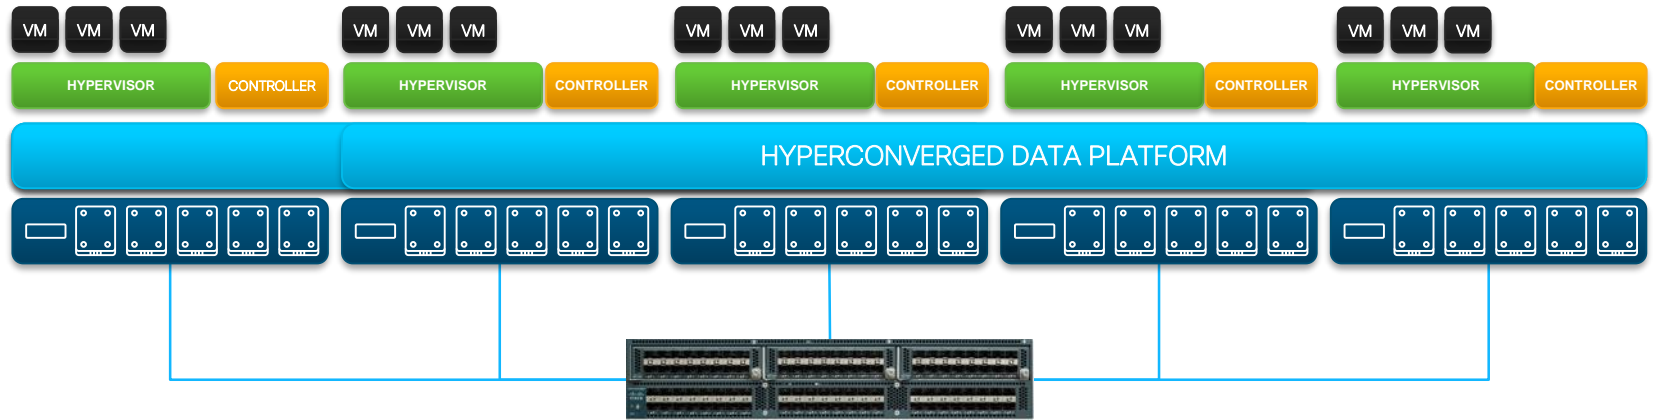 VM VM VM VM VM VM VM VM VM VM VM VM VM VM VM
HYPERVISOR CONTROLLER HYPERVISOR CONTROLLER HYPERVISOR CONTROLLER HYPERVISOR CONTROLLER HYPERVISOR CONTROLLER
HYPERCONVERGED DATA PLATFORM